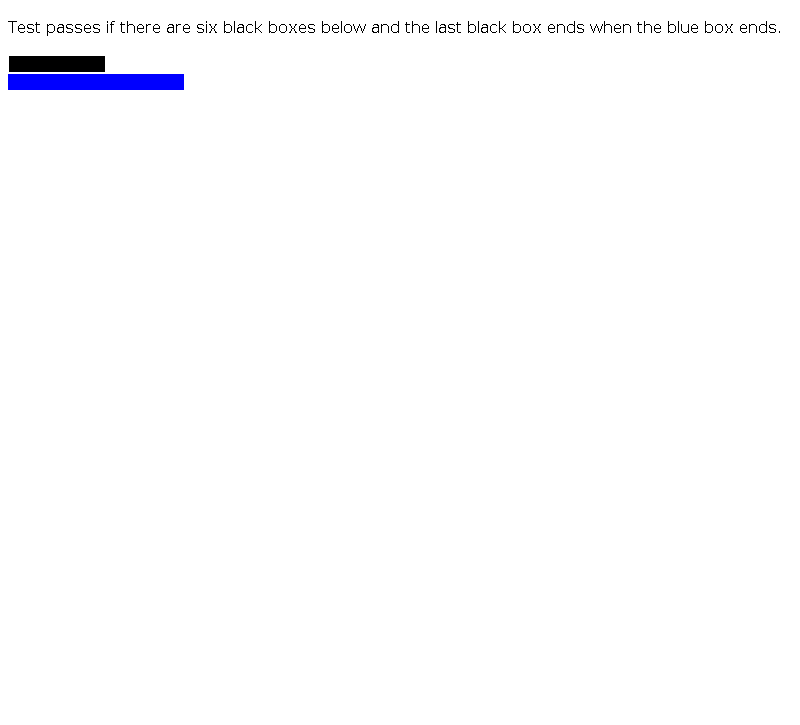 Test passes if there are six black boxes below and the last black box ends when the blue box ends.